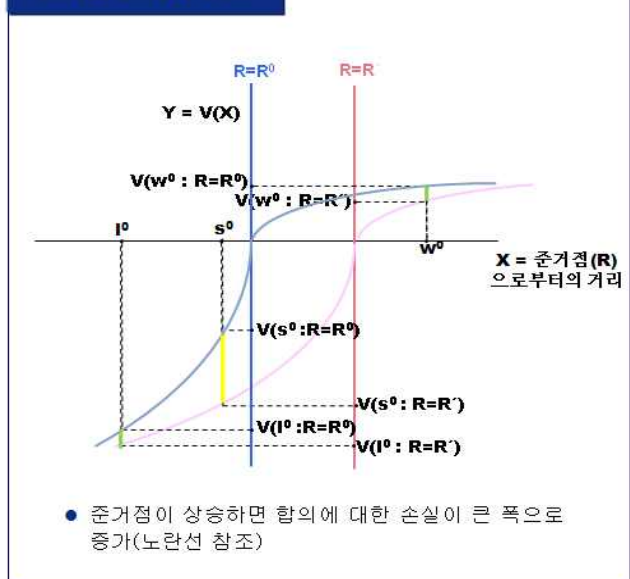 R=R⁰
R=R
Y = V(X)
V(w⁰ : R=R⁰)
V(w⁰ : R=R´)
l⁰
s⁰
w⁰
X = 준거점(R)
으로부터의 거리
V(s⁰ :R=R⁰)
V(s⁰ : R=R´)
V(l⁰ :R=R⁰)
V(l⁰ : R=R´)
● 준거점이 상승하면 합의에 대한 손실이 큰 폭으로
증가(노란선 참조)